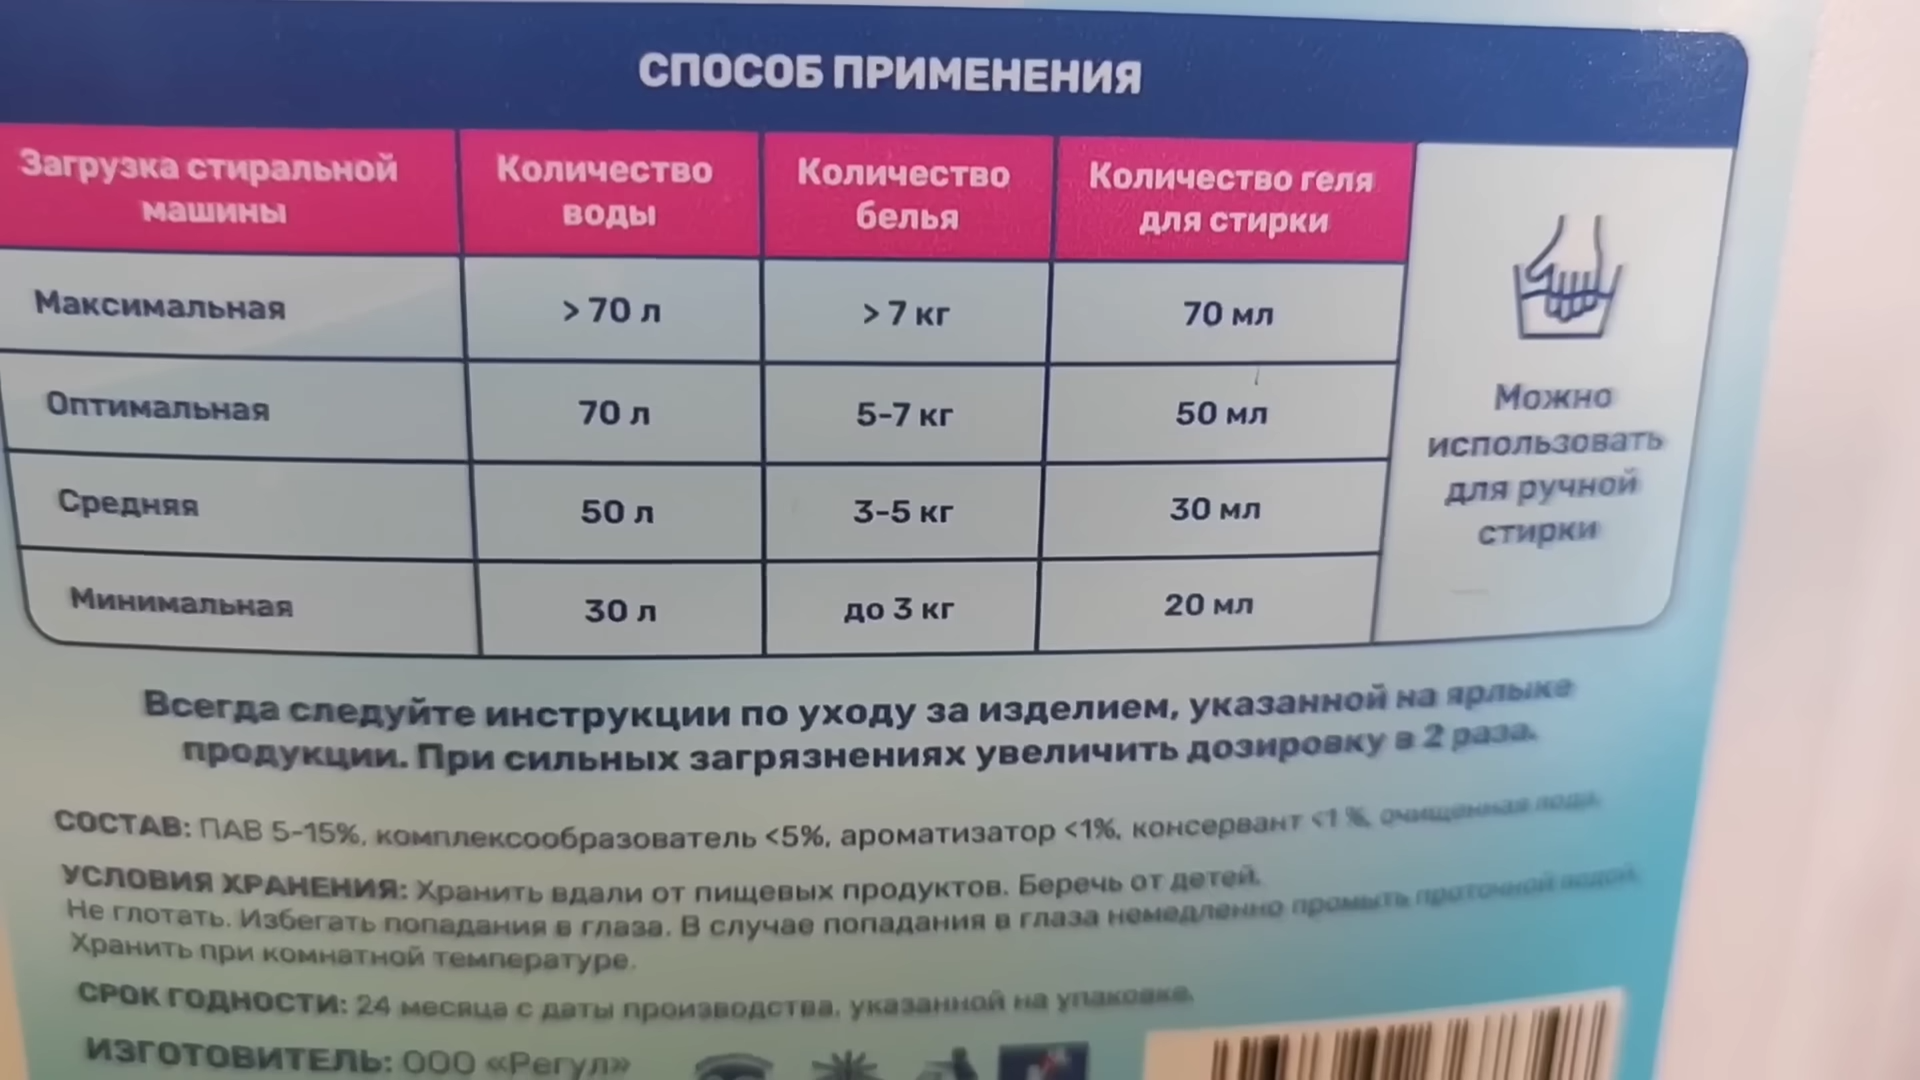 СПОСОБ ПРИМЕНЕНИЯ
Загрузка стиральной
машины
Количество
воды
Количество
белья
Количество геля
для стирки
Максимальная
> 70 л
> 7 кг
70 мл
Оптимальная
70 л
5-7 кг
50 мл
Средняя
50 л
3-5 кг
30 мл
Минимальная
30 л
до 3 кг
20 мл
Можно
использовать
для ручной
стирки
Всегда следуйте инструкции по уходу за изделием, указанной на ярлыке
продукции. При сильных загрязнениях увеличить дозировку в 2 раза.
СОСТАВ: ПАВ 5-15%, комплексообразователь <5%, ароматизатор <1%, консервант <1 %, очищенная вода.
УСЛОВИЯ ХРАНЕНИЯ: Хранить вдали от пищевых продуктов. Беречь от детей.
Не глотать. Избегать попадания в глаза. В случае попадания в глаза немедленно промыть проточной водой.
Хранить при комнатной температуре.
СРОК ГОДНОСТИ: 24 месяца с даты производства, указанной на упаковке.
ИЗГОТОВИТЕЛЬ: ООО «Регул»